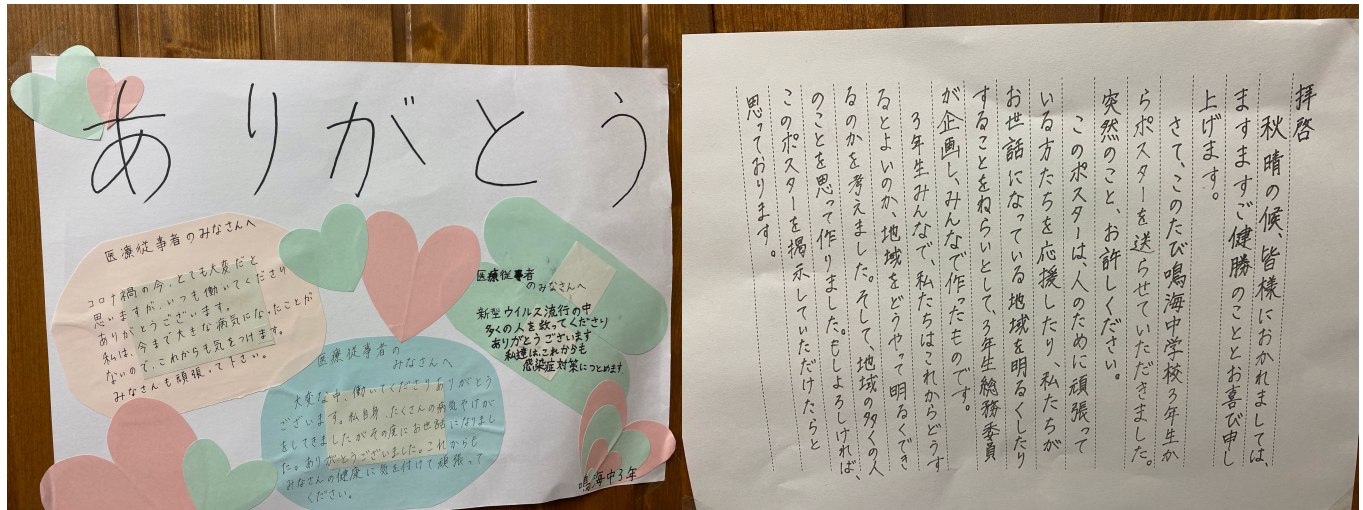 ありがとう
医療従事者のみなさんへ
コロナ禍の今、とても大変だと
思いますが、いつも働いてくださり
ありがとうございます。
私は、今まで大きな病気になったことが
ないので、これからも気をつけます。
みなさんも頑張って下さい。
医療従事者の
みなさんへ
新型ウイルス流行の中
多くの人を救ってくださり
ありがとうございます
私達は、これからも
感染症対策につとめます
医療従事者の
みなさんへ
大変な中、働いてくださりありがとう
ございます。私自身、たくさんの病気やけが
をしてきましたがその度にお世話になりまし
た。ありがとうございました。これからも
みなさんの健康に気を付けて頑張って
ください。
鳴海中3年
拝啓
秋晴の候、皆様におかれましては、
ますますご健勝のこととお喜び申し
上げます。
さて、このたび鳴海中学校3年生か
らポスターを送らせていただきました。
突然のこと、お許しください。
このポスターは、人のために頑張って
いる方たちを応援したり、私たちが
お世話になっている地域を明るくしたり
することをねらいとして、3年生総務委員
が企画し、みんなで作ったものです。
3年生みんなで、私たちはこれからどうす
るとよいのか、地域をどうやって明るくでき
るのかを考えました。そして、地域の多くの人
のことを思って作りました。もしよろしければ、
このポスターを掲示していただけたらと
思っております。